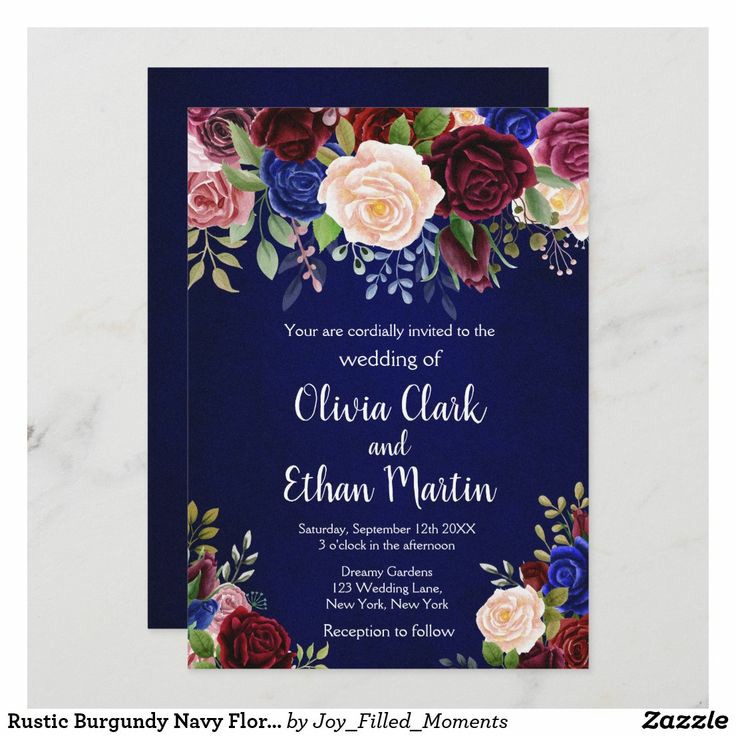 Your are cordially invited to the
wedding of
Olivia Clark
and
Ethan Martin
Saturday, September 12th 20XX
3 o'clock in the afternoon
Dreamy Gardens
123 Wedding Lane,
New York, New York
Reception to follow
Rustic Burgundy Navy Flor... by Joy_Filled_Moments Zazzle